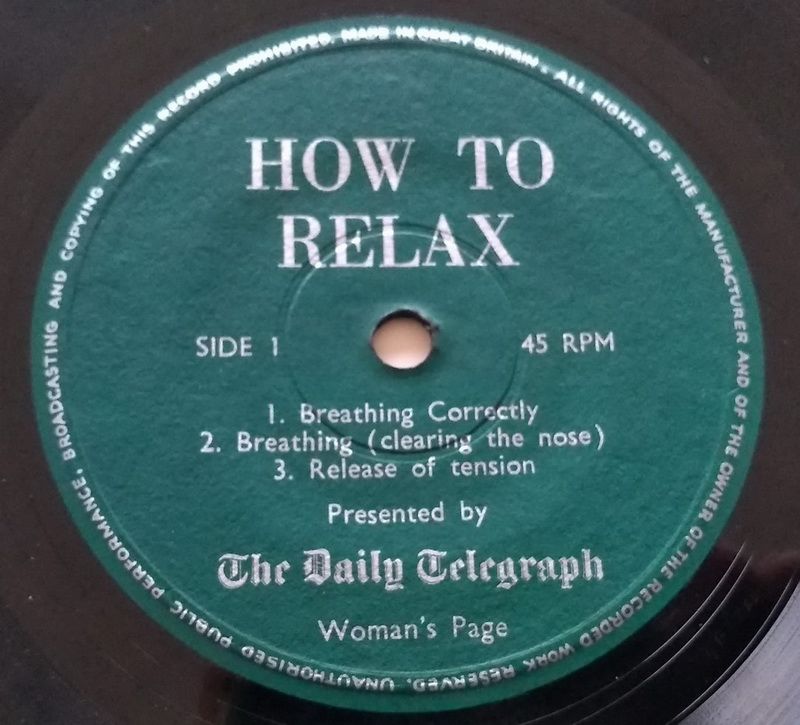 HOW TO
RELAX
SIDE 1
45 RPM
1. Breathing Correctly
2. Breathing (clearing the nose)
3. Release of tension
Presented by
The Daily Telegraph
Woman's Page
MADE IN GREAT BRITAIN. ALL RIGHTS OF THE MANUFACTURER AND OF THE OWNER OF THE RECORDED WORK RESERVED. UNAUTHORISED PUBLIC PERFORMANCE, BROADCASTING AND COPYING OF THIS RECORD PROHIBITED.